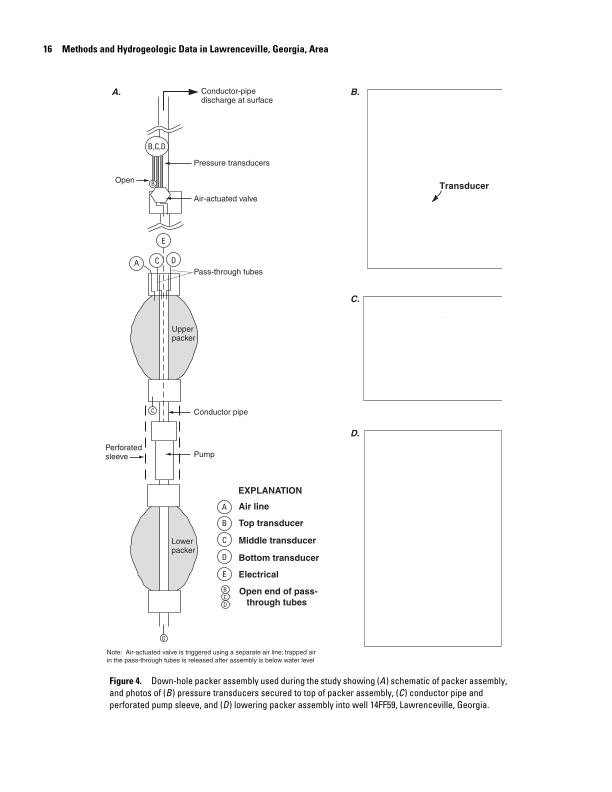 16 Methods and Hydrogeologic Data in Lawrenceville, Georgia, Area
A.
Conductor-pipe
discharge at surface
B,C,D
Pressure transducers
Open
B
Air-actuated valve
E
A
C
D
Pass-through tubes
Upper
packer
C
Conductor pipe
Perforated
sleeve
Pump
Lower
packer
D
EXPLANATION
A Air line
B Top transducer
C Middle transducer
D Bottom transducer
E Electrical
B
C
D
Open end of pass-
through tubes
Note: Air-actuated valve is triggered using a separate air line; trapped air
in the pass-through tubes is released after assembly is below water level
B.
Transducer
C.
D.
Figure 4. Down-hole packer assembly used during the study showing (A) schematic of packer assembly,
and photos of (B) pressure transducers secured to top of packer assembly, (C) conductor pipe and
perforated pump sleeve, and (D) lowering packer assembly into well 14FF59, Lawrenceville, Georgia.